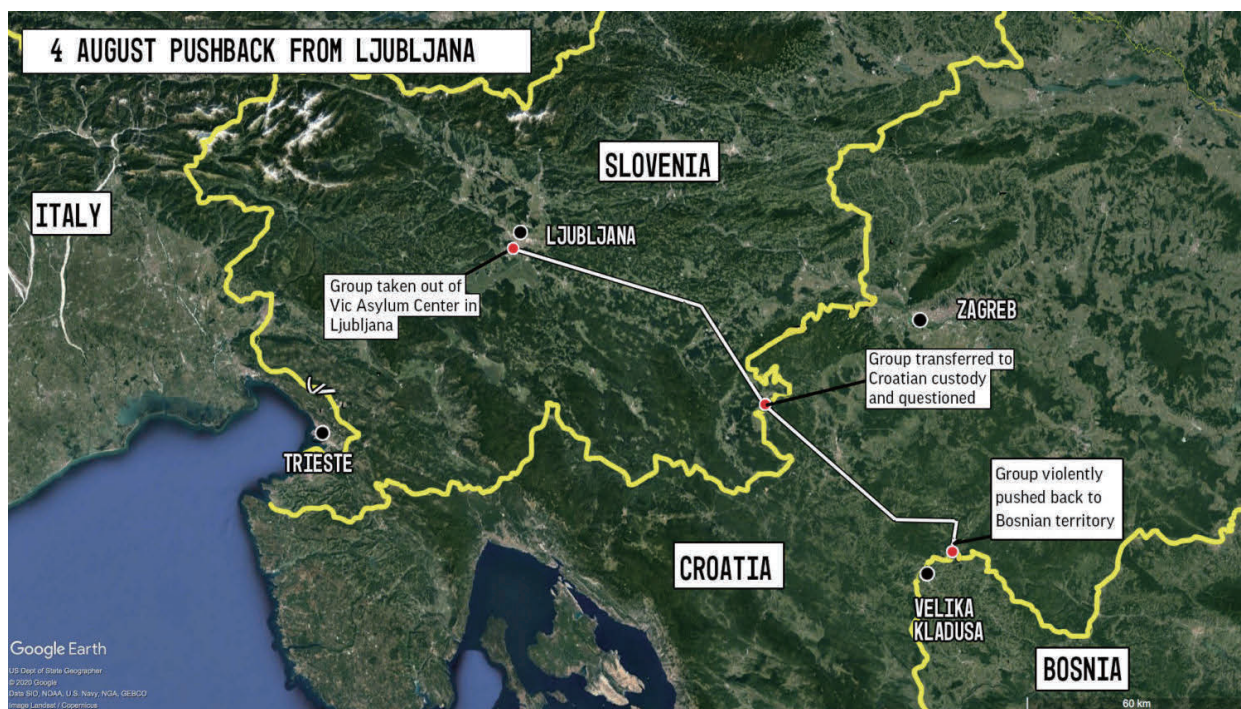 4 AUGUST PUSHBACK FROM LJUBLJANA
SLOVENIA
ITALY
LJUBLJANA
Group taken out of
Vic Asylum Center in
Ljubljana
ZAGREB
Group transferred to
Croatian custody
and questioned
TRIESTE
Group violently
pushed back to
Bosnian territory
CROATIA
VELIKA
KLADUSA
BOSNIA
Google Earth
US Dept of State Geographer
© 2020 Google
Data SIO, NOAA, U.S. Navy, NGA, GEBCO
Image Landsat / Copernicus
60 km